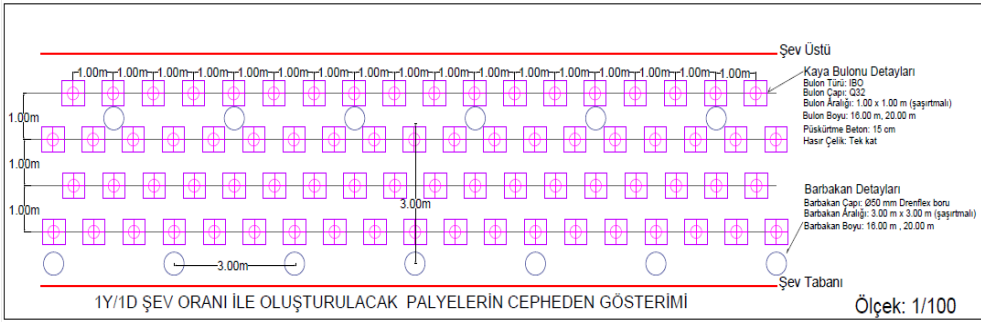 Şev Üstü
1.00m 1.00m 1.00m 1.00m 1.00m 1.00m 1.00m 1.00m 1.00m 1.00m 1.00m 1.00m 1.00m 1.00m 1.00m 1.00m 1.00m
Kaya Bulonu Detayları
Bulon Türü: IBO
Bulon Çapı: Q32
Bulon Aralığı: 1.00 x 1.00 m (şaşırtmalı)
Bulon Boyu: 16.00 m, 20.00 m
Püskürtme Beton: 15 cm
Hasır Çelik: Tek kat
1.00m
1.00m
1.00m
3.00m
3.00m
Barbakan Detayları
Barbakan Çapı: Ø50 mm Drenflex boru
Barbakan Aralığı: 3.00 m x 3.00 m (şaşırtmalı)
Barbakan Boyu: 16.00 m , 20.00 m
Şev Tabanı
1Y/1D ŞEV ORANI İLE OLUŞTURULACAK PALYELERİN CEPHEDEN GÖSTERİMİ
Ölçek: 1/100